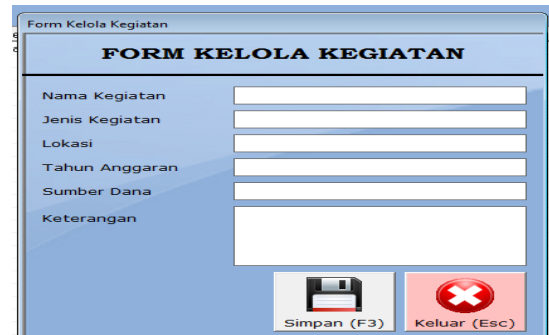 Form Kelola Kegiatan
FORM KELOLA KEGIATAN
Nama Kegiatan
Jenis Kegiatan
Lokasi
Tahun Anggaran
Sumber Dana
Keterangan
Simpan (F3)
Keluar (Esc)